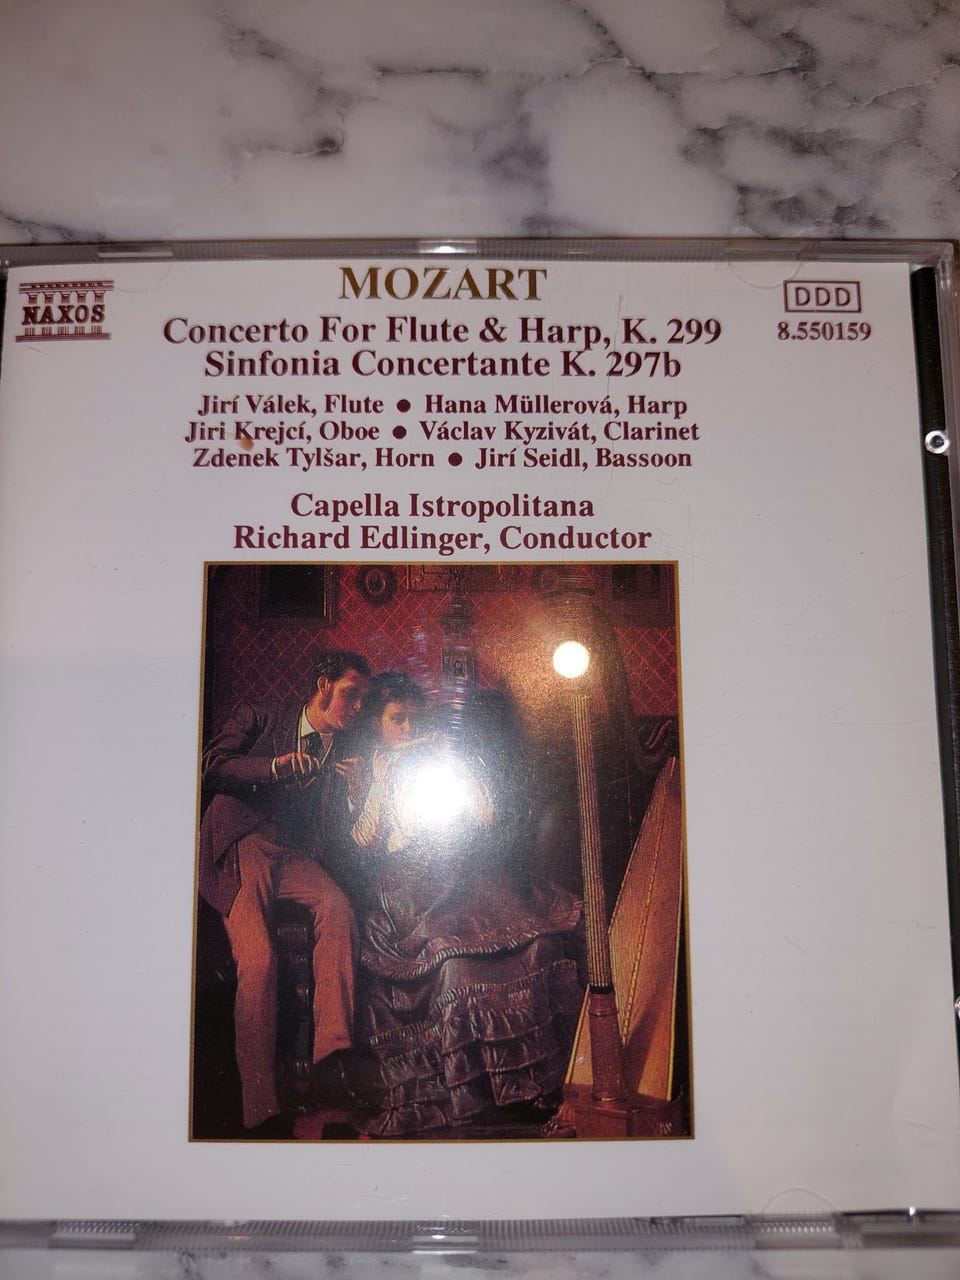 MOZART
NAXOS
DDD
8.550159
Concerto For Flute & Harp, K. 299
Sinfonia Concertante K. 297b
Jirí Válek, Flute ● Hana Müllerová, Harp
Jiri Krejcí, Oboe ● Václav Kyzivát, Clarinet
Zdenek Tylšar, Horn ● Jirí Seidl, Bassoon
Capella Istropolitana
Richard Edlinger, Conductor